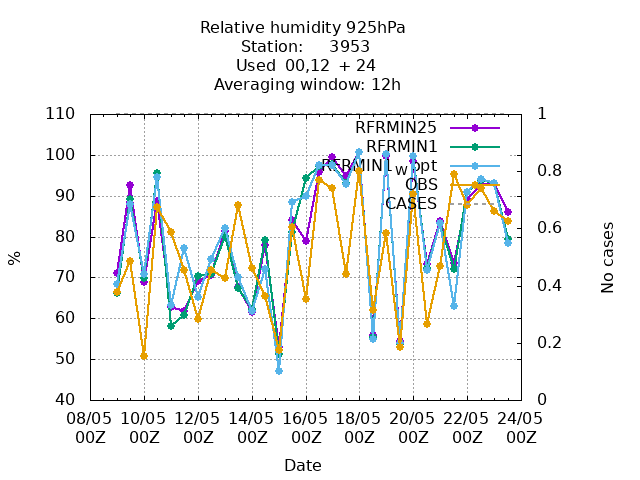 Relative humidity 925hPa
Station: 3953
Used 00,12 + 24
Averaging window: 12h
110 1
RFRMIN25
RFRMIN1
100
RFRMIN1_wopt
0.8
OBS
90
CASES
80 0.6
% No cases
70
0.4
60
0.2
50
40 0
08/05 10/05 12/05 14/05 16/05 18/05 20/05 22/05 24/05
00Z 00Z 00Z 00Z 00Z 00Z 00Z 00Z 00Z
Date